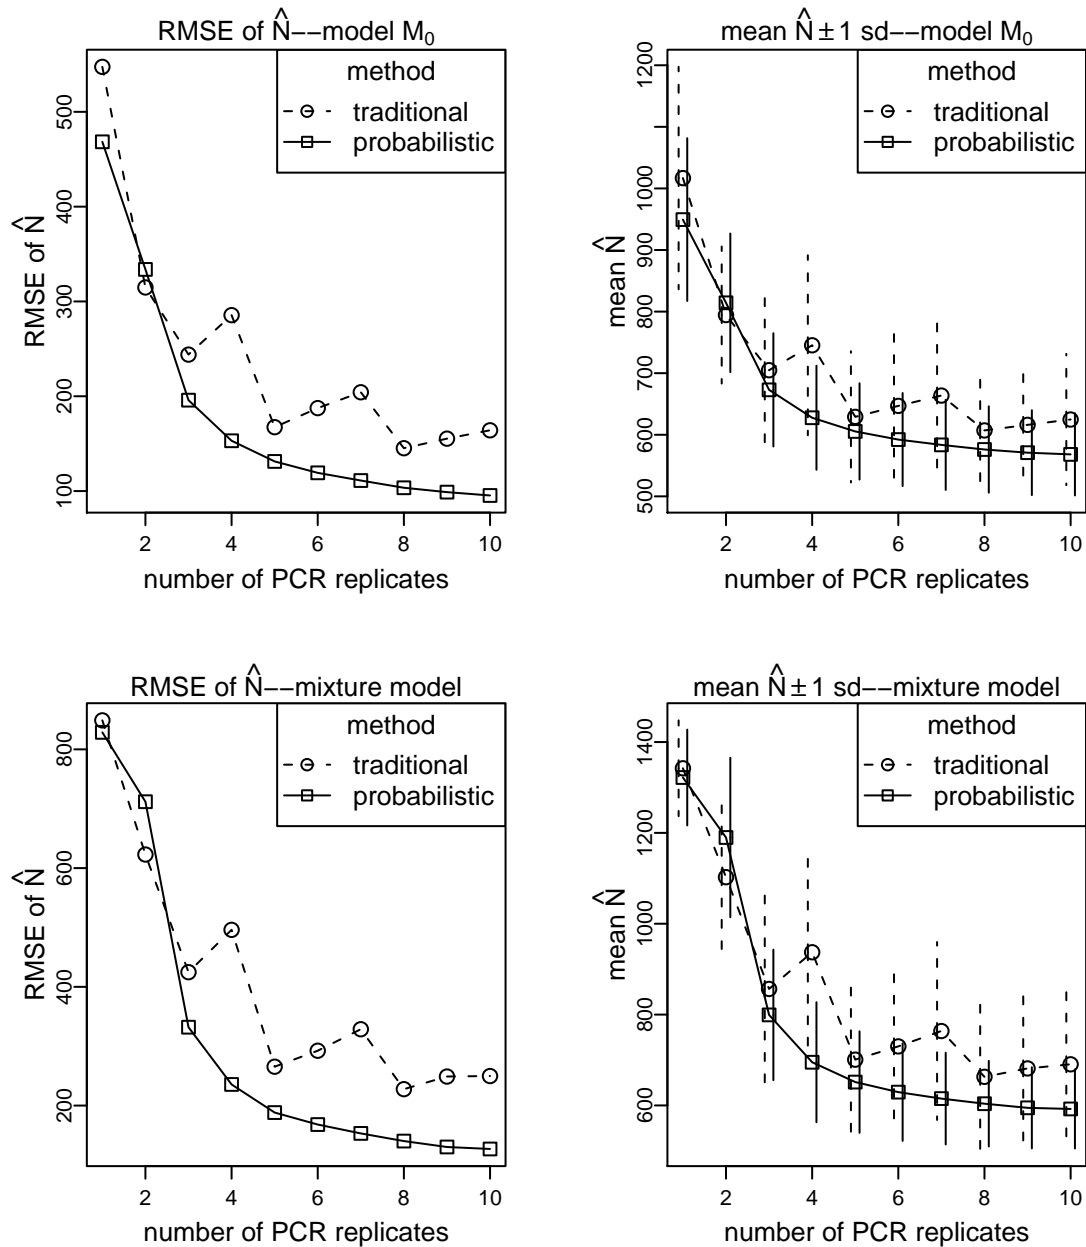 RMSE of N̂––model M₀
method
traditional
probabilistic
RMSE of N̂
100 200 300 400 500
2 4 6 8 10
number of PCR replicates
mean N̂ ± 1 sd––model M₀
method
traditional
probabilistic
mean N̂
500 600 700 800 900 1000 1200
2 4 6 8 10
number of PCR replicates
RMSE of N̂––mixture model
method
traditional
probabilistic
RMSE of N̂
200 400 600 800
2 4 6 8 10
number of PCR replicates
mean N̂ ± 1 sd––mixture model
method
traditional
probabilistic
mean N̂
600 800 1000 1200 1400
2 4 6 8 10
number of PCR replicates